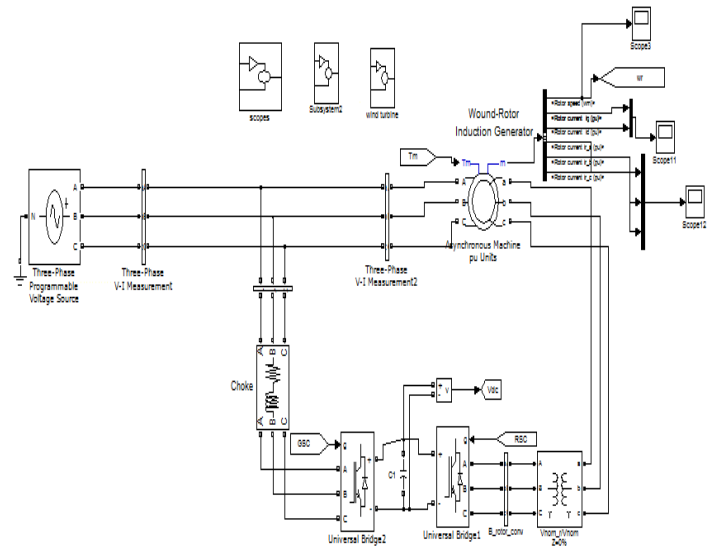 Scope3
wr
scopes
Subsystem2
wind turbine
Wound-Rotor
Induction Generator
<Rotor speed (wm)>
<Rotor current iq (pu)>
<Rotor current id (pu)>
<Rotor current ir_a (pu)>
<Rotor current ir_b (pu)>
<Rotor current ir_c (pu)>
Scope11
Scope12
Tm
Tm
m
A
B
C
a
b
c
Asynchronous Machine
pu Units
N
A
B
C
Three-Phase
Programmable
Voltage Source
Three-Phase
V-I Measurement
Three-Phase
V-I Measurement2
A
B
C
Choke
A
B
C
+
-
v
Vdc
GSC
g
A
B
C
+
-
Universal Bridge2
C1
RSC
g
+
-
A
B
C
Universal Bridge1
B_rotor_conv
Vnom_r/Vnom
Z=0%